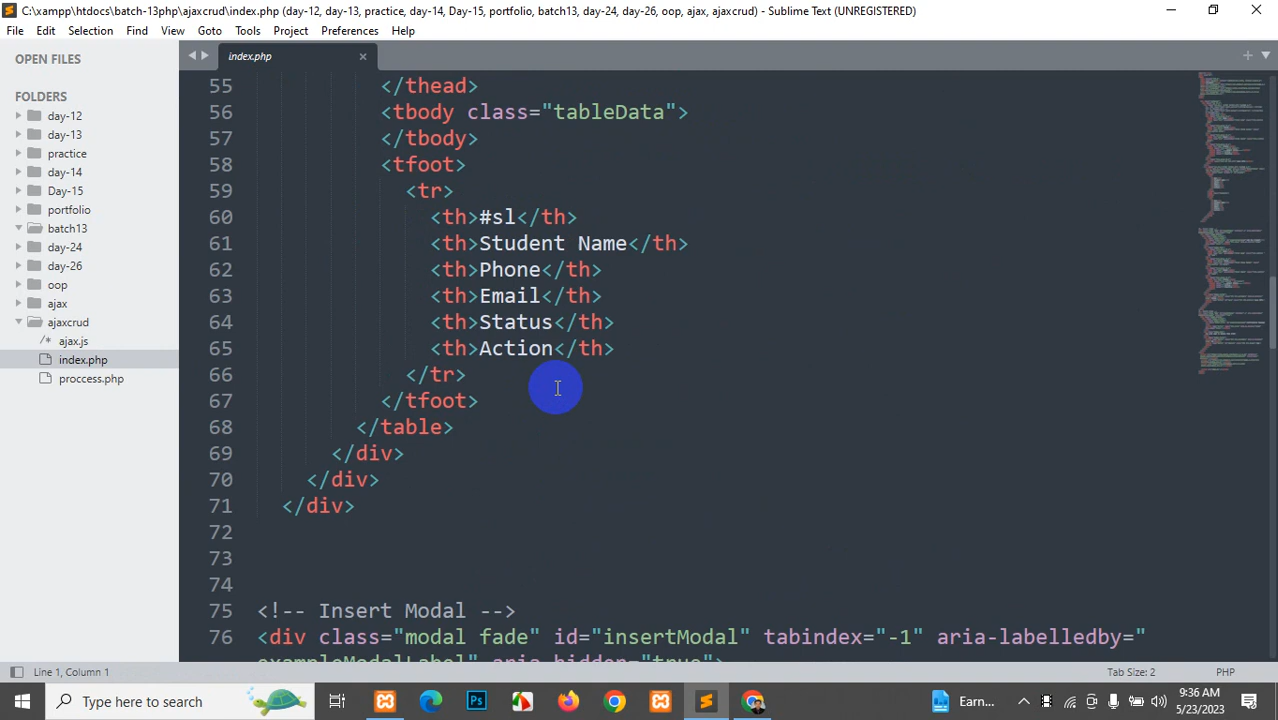 C:\xampp\htdocs\batch-13php\ajaxcrud\index.php (day-12, day-13, practice, day-14, Day-15, portfolio, batch13, day-24, day-26, oop, ajax, ajaxcrud) - Sublime Text (UNREGISTERED)
File Edit Selection Find View Goto Tools Project Preferences Help
OPEN FILES
index.php
FOLDERS
day-12
day-13
practice
day-14
Day-15
portfolio
batch13
day-24
day-26
oop
ajax
ajaxcrud
/* ajax.js
index.php
proccess.php
55 </thead>
56 <tbody class="tableData">
57 </tbody>
58 <tfoot>
59 <tr>
60 <th>#sl</th>
61 <th>Student Name</th>
62 <th>Phone</th>
63 <th>Email</th>
64 <th>Status</th>
65 <th>Action</th>
66 </tr>
67 </tfoot>
68 </table>
69 </div>
70 </div>
71 </div>
72
73
74
75 <!-- Insert Modal -->
76 <div class="modal fade" id="insertModal" tabindex="-1" aria-labelledby="
exampleModalLabel" aria-hidden="true">
Line 1, Column 1 Tab Size: 2 PHP
Type here to search
Ps
Earn...
9:36 AM
5/23/2023